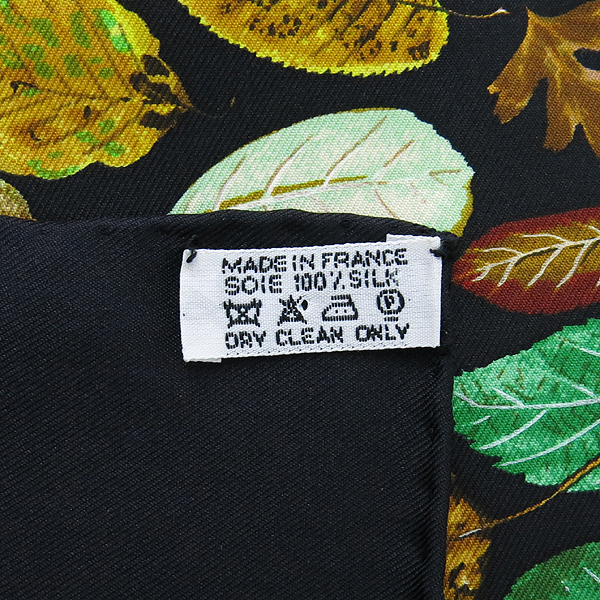 MADE IN FRANCE
SOIE 100% SILK
P
DRY CLEAN ONLY